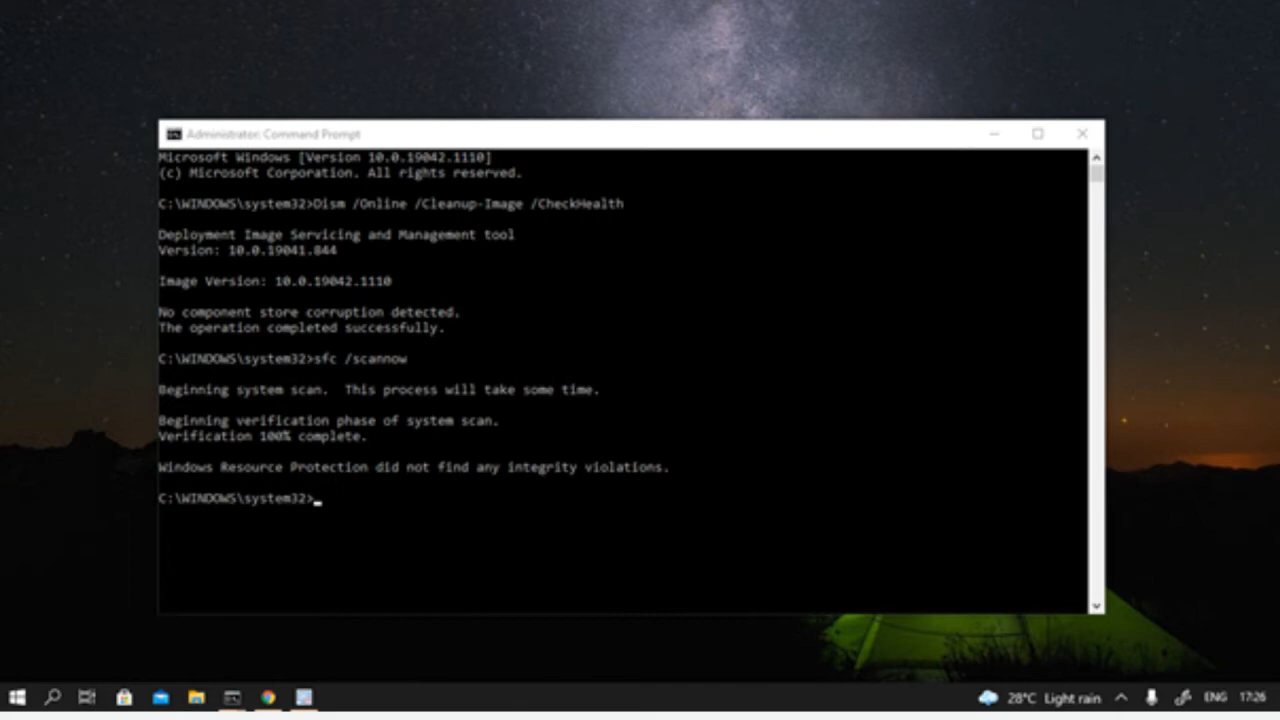 Administrator: Command Prompt
Microsoft Windows [Version 10.0.19042.1110]
(c) Microsoft Corporation. All rights reserved.
C:\WINDOWS\system32>Dism /Online /Cleanup-Image /CheckHealth
Deployment Image Servicing and Management tool
Version: 10.0.19041.844
Image Version: 10.0.19042.1110
No component store corruption detected.
The operation completed successfully.
C:\WINDOWS\system32>sfc /scannow
Beginning system scan.  This process will take some time.
Beginning verification phase of system scan.
Verification 100% complete.
Windows Resource Protection did not find any integrity violations.
C:\WINDOWS\system32>
28°C Light rain ENG 17:26